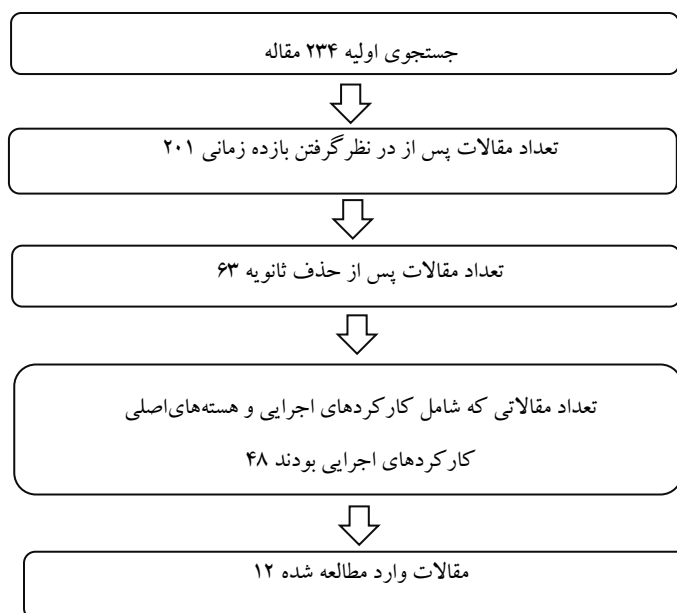 جستجوی اولیه ۲۳۴ مقاله
تعداد مقالات پس از در نظرگرفتن بازده زمانی ۲۰۱
تعداد مقالات پس از حذف ثانویه ۶۳
تعداد مقالاتی که شامل کارکردهای اجرایی و هسته‌های‌اصلی
کارکردهای اجرایی بودند ۴۸
مقالات وارد مطالعه شده ۱۲